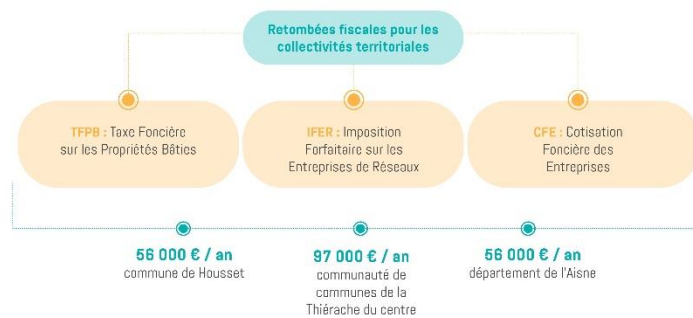 Retombées fiscales pour les
collectivités territoriales
TFPB : Taxe Foncière
sur les Propriétés Bâties
IFER : Imposition
Forfaitaire sur les
Entreprises de Réseaux
CFE : Cotisation
Foncière des
Entreprises
56 000 € / an
commune de Housset
97 000 € / an
communauté de
communes de la
Thiérache du centre
56 000 € / an
département de l'Aisne